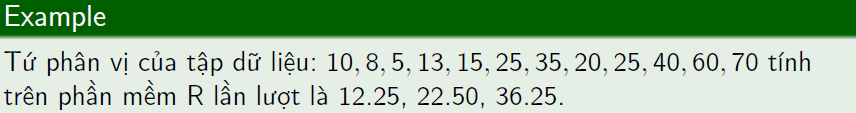 Example
Tứ phân vị của tập dữ liệu: 10, 8, 5, 13, 15, 25, 35, 20, 25, 40, 60, 70 tính
trên phần mềm R lần lượt là 12.25, 22.50, 36.25.